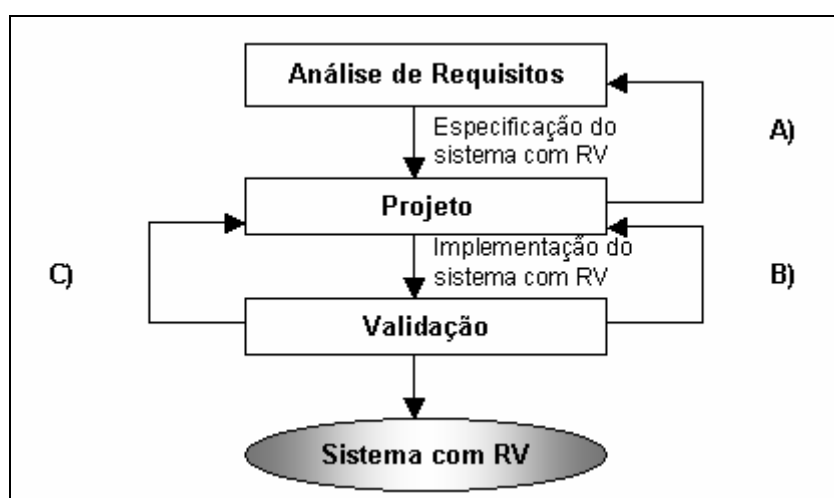 Análise de Requisitos
Especificação do
sistema com RV
A)
Projeto
Implementação do
sistema com RV
C)
B)
Validação
Sistema com RV